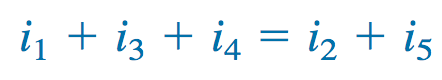 i₁ + i₃ + i₄ = i₂ + i₅